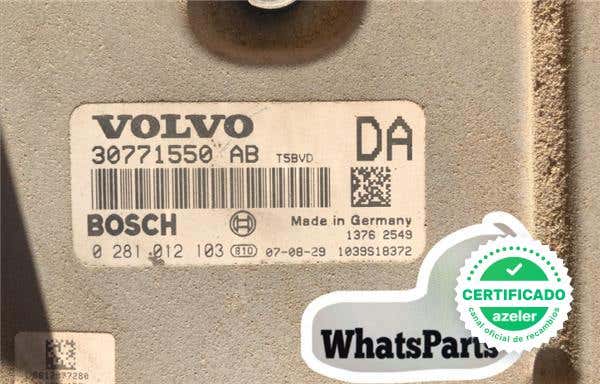 VOLVO
30771550 AB TSBVD
DA
BOSCH
Made in Germany
1376 2549
0 281 012 103 810 07-08-29 1039S18372
CERTIFICADO
azeler
canal oficial de recambios
WhatsParts